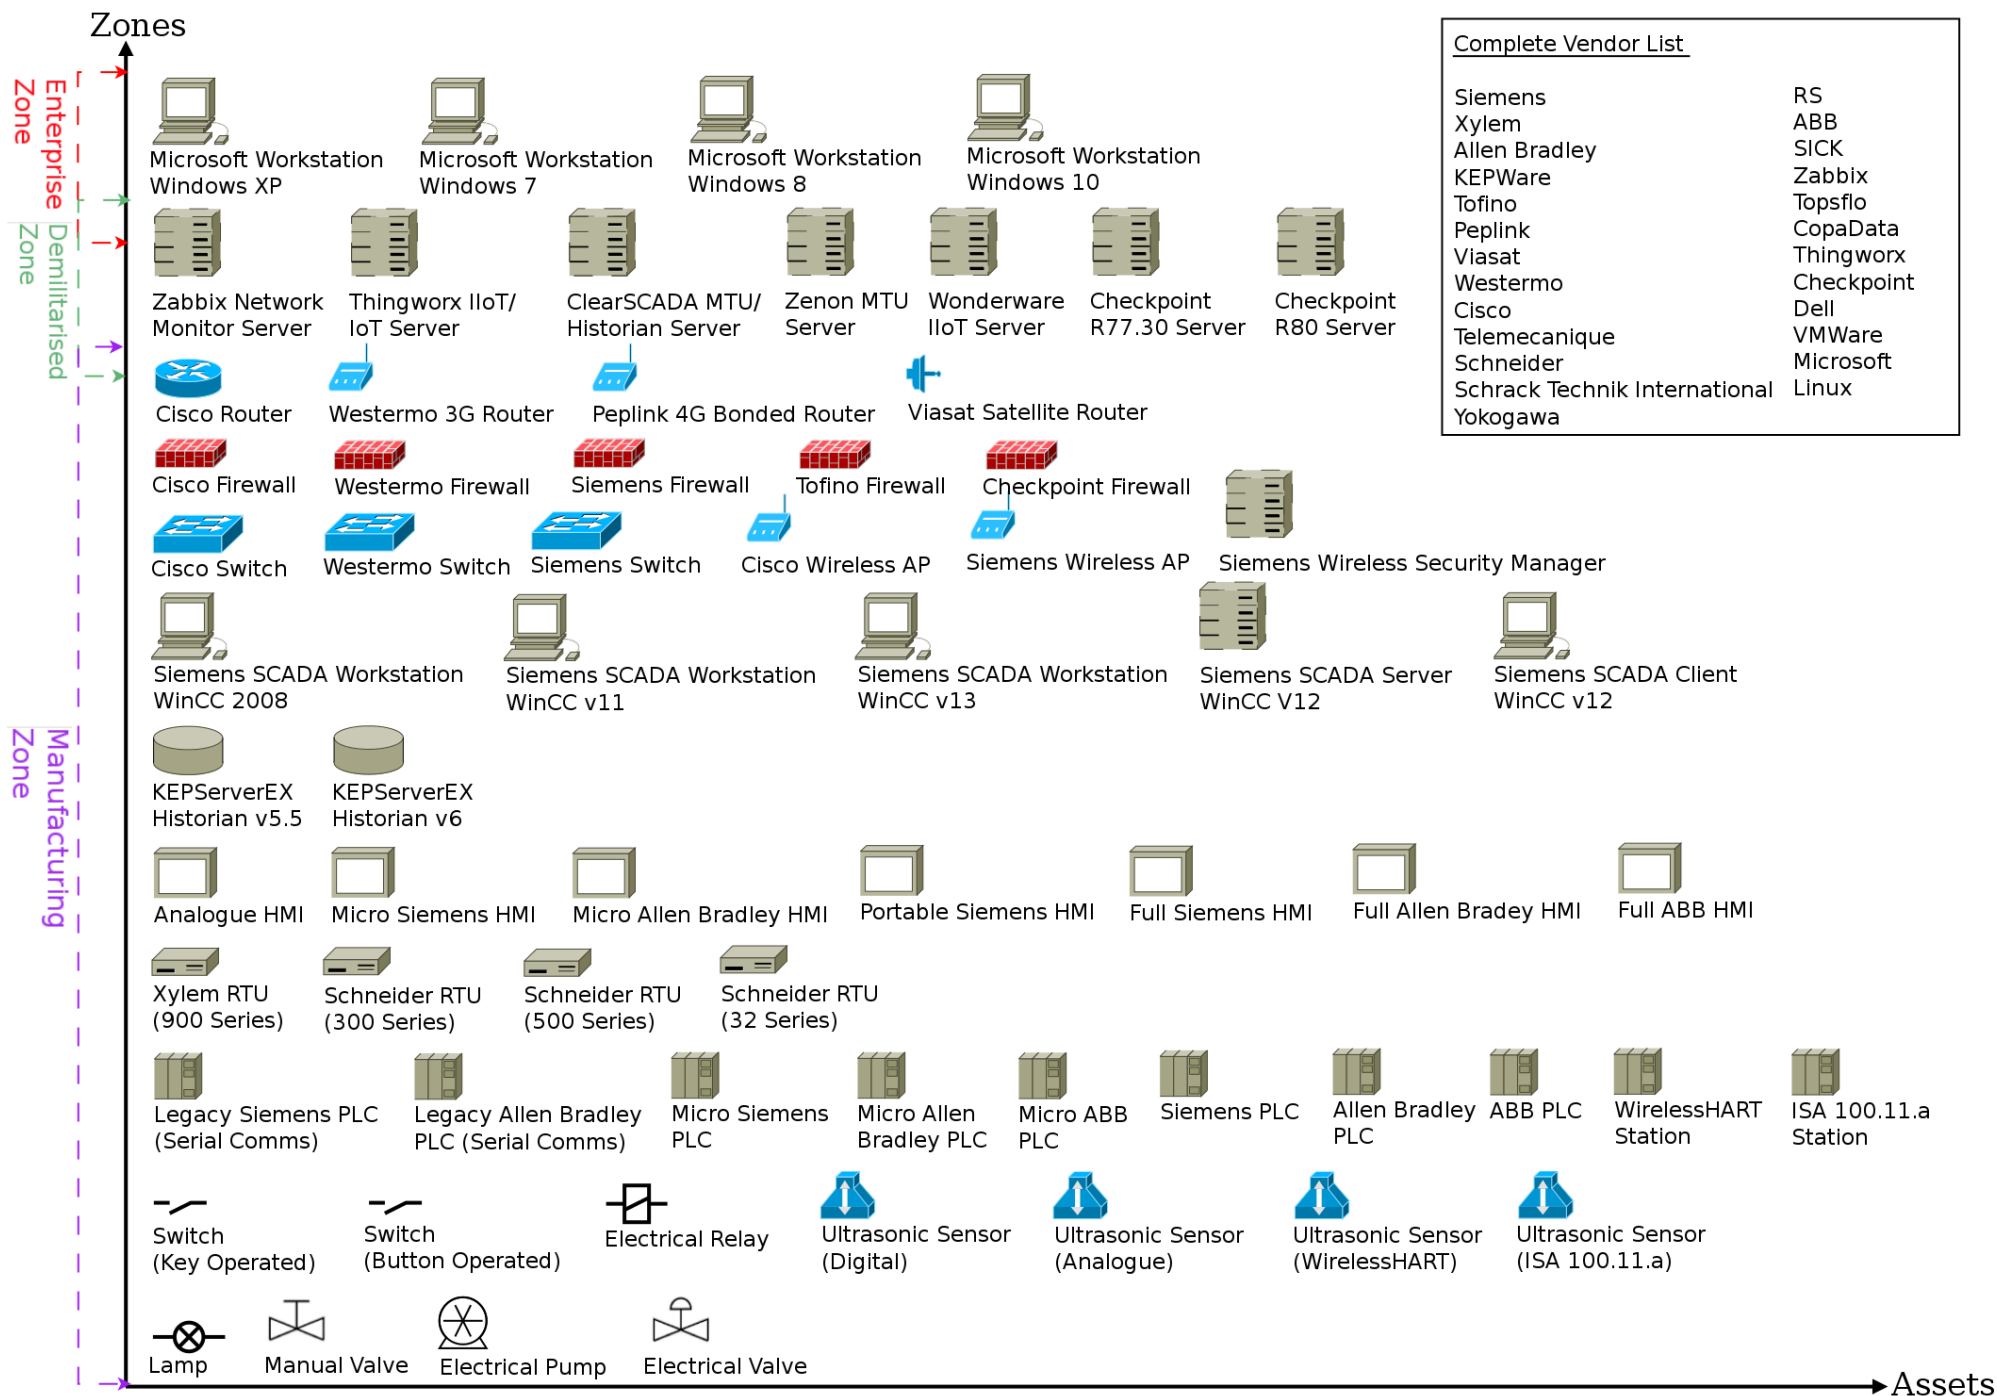 Zones
Enterprise
Zone
Demilitarised
Zone
Manufacturing
Zone
Complete Vendor List
Siemens
Xylem
Allen Bradley
KEPWare
Tofino
Peplink
Viasat
Westermo
Cisco
Telemecanique
Schneider
Schrack Technik International
Yokogawa
RS
ABB
SICK
Zabbix
Topsflo
CopaData
Thingworx
Checkpoint
Dell
VMWare
Microsoft
Linux
Microsoft Workstation
Windows XP
Microsoft Workstation
Windows 7
Microsoft Workstation
Windows 8
Microsoft Workstation
Windows 10
Zabbix Network
Monitor Server
Thingworx IIoT/
IoT Server
ClearSCADA MTU/
Historian Server
Zenon MTU
Server
Wonderware
IIoT Server
Checkpoint
R77.30 Server
Checkpoint
R80 Server
Cisco Router
Westermo 3G Router
Peplink 4G Bonded Router
Viasat Satellite Router
Cisco Firewall
Westermo Firewall
Siemens Firewall
Tofino Firewall
Checkpoint Firewall
Cisco Switch
Westermo Switch
Siemens Switch
Cisco Wireless AP
Siemens Wireless AP
Siemens Wireless Security Manager
Siemens SCADA Workstation
WinCC 2008
Siemens SCADA Workstation
WinCC v11
Siemens SCADA Workstation
WinCC v13
Siemens SCADA Server
WinCC V12
Siemens SCADA Client
WinCC v12
KEPServerEX
Historian v5.5
KEPServerEX
Historian v6
Analogue HMI
Micro Siemens HMI
Micro Allen Bradley HMI
Portable Siemens HMI
Full Siemens HMI
Full Allen Bradey HMI
Full ABB HMI
Xylem RTU
(900 Series)
Schneider RTU
(300 Series)
Schneider RTU
(500 Series)
Schneider RTU
(32 Series)
Legacy Siemens PLC
(Serial Comms)
Legacy Allen Bradley
PLC (Serial Comms)
Micro Siemens
PLC
Micro Allen
Bradley PLC
Micro ABB
PLC
Siemens PLC
Allen Bradley
PLC
ABB PLC
WirelessHART
Station
ISA 100.11.a
Station
Switch
(Key Operated)
Switch
(Button Operated)
Electrical Relay
Ultrasonic Sensor
(Digital)
Ultrasonic Sensor
(Analogue)
Ultrasonic Sensor
(WirelessHART)
Ultrasonic Sensor
(ISA 100.11.a)
Lamp
Manual Valve
Electrical Pump
Electrical Valve
Assets